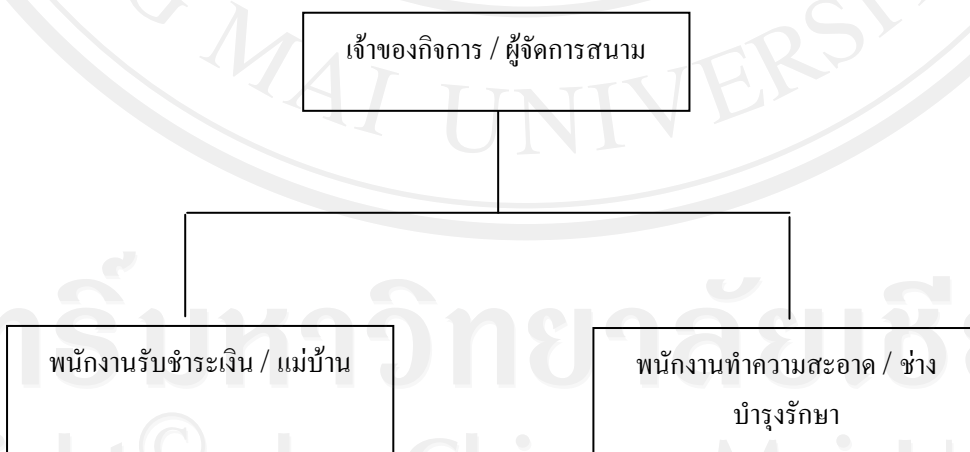 เจ้าของกิจการ / ผู้จัดการสนาม
MAI UNIVERSI
พนักงานรับชำระเงิน / แม่บ้าน
พนักงานทำความสะอาด / ช่าง
บำรุงรักษา